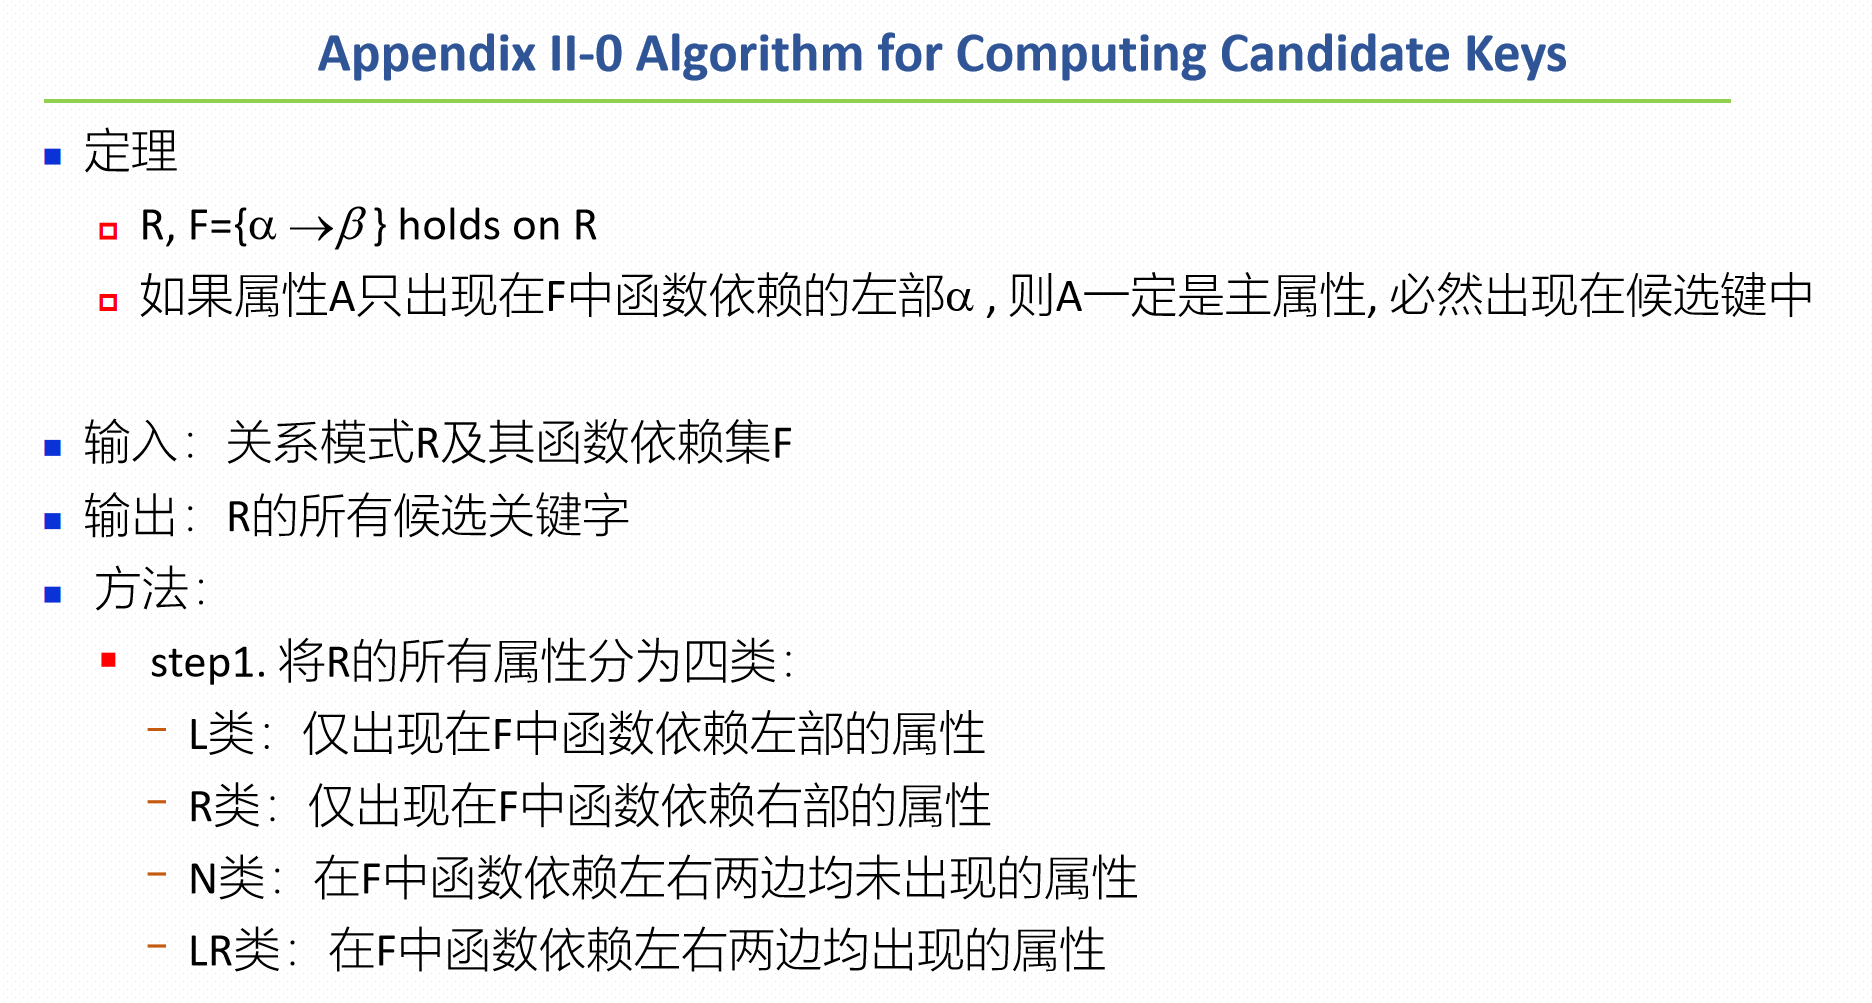 Appendix II-0 Algorithm for Computing Candidate Keys
定理
R, F={α →β } holds on R
如果属性A只出现在F中函数依赖的左部α , 则A一定是主属性, 必然出现在候选键中
输入：关系模式R及其函数依赖集F
输出：R的所有候选关键字
方法：
step1. 将R的所有属性分为四类：
L类：仅出现在F中函数依赖左部的属性
R类：仅出现在F中函数依赖右部的属性
N类：在F中函数依赖左右两边均未出现的属性
LR类：在F中函数依赖左右两边均出现的属性